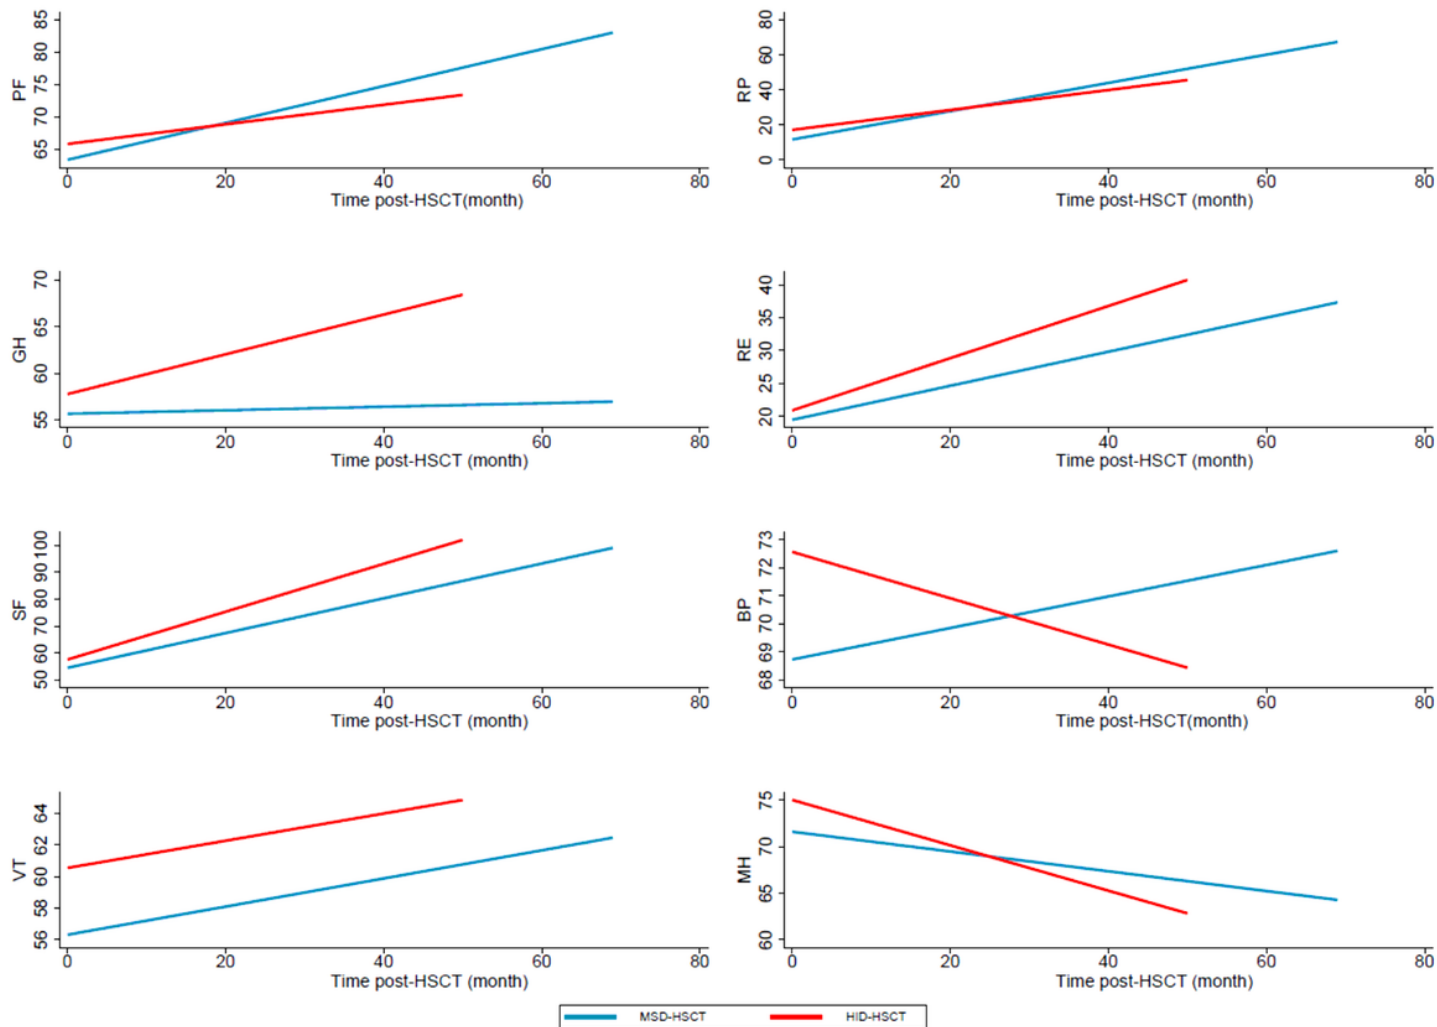 PF
85
80
75
70
65
0 20 40 60 80
Time post-HSCT(month)
RP
80
60
40
20
0
0 20 40 60 80
Time post-HSCT (month)
GH
70
65
60
55
0 20 40 60 80
Time post-HSCT (month)
RE
40
35
30
25
20
0 20 40 60 80
Time post-HSCT (month)
SF
100
90
80
70
60
50
0 20 40 60 80
Time post-HSCT (month)
BP
73
72
71
70
69
68
0 20 40 60 80
Time post-HSCT(month)
VT
64
62
60
58
56
0 20 40 60 80
Time post-HSCT (month)
MH
75
70
65
60
0 20 40 60 80
Time post-HSCT (month)
MSD-HSCT HID-HSCT